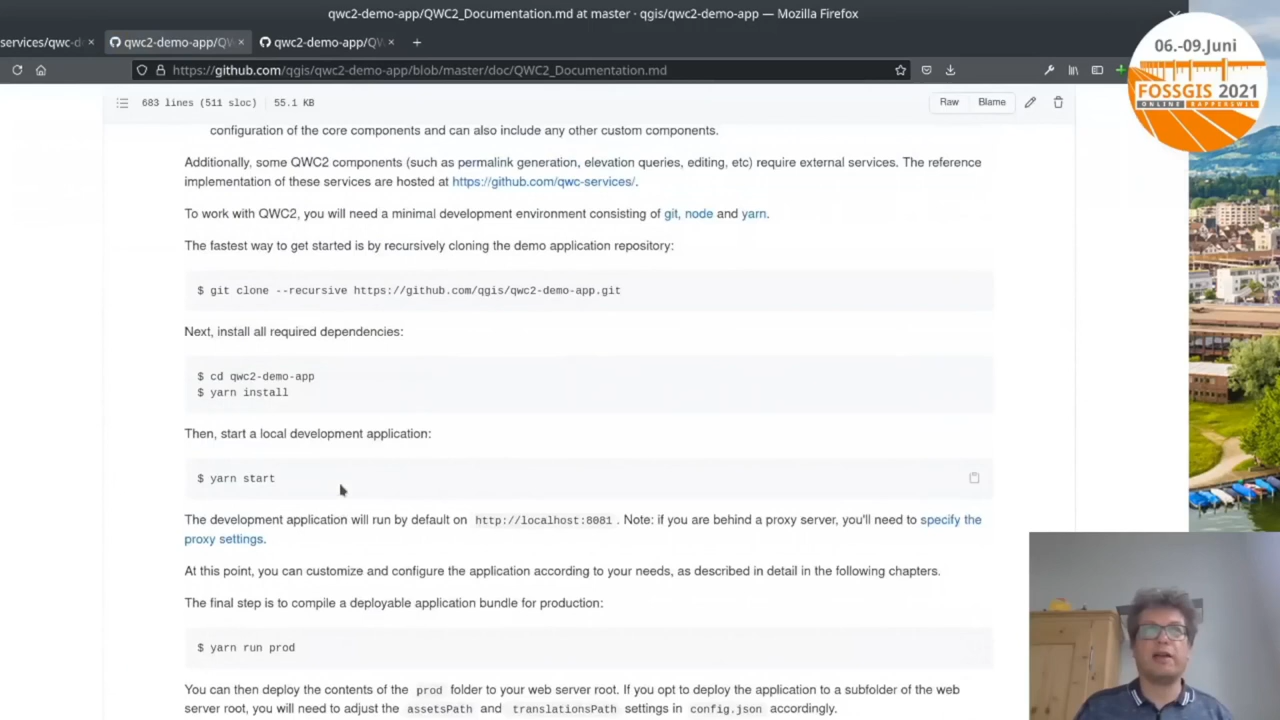 qwc2-demo-app/QWC2_Documentation.md at master · qgis/qwc2-demo-app — Mozilla Firefox
services/qwc-d
qwc2-demo-app/QW
qwc2-demo-app/QW
https://github.com/qgis/qwc2-demo-app/blob/master/doc/QWC2_Documentation.md
06.-09.Juni
FOSSGIS 2021
ONLINE RAPPERSWIL
683 lines (511 sloc) 55.1 KB
Raw Blame
configuration of the core components and can also include any other custom components.
Additionally, some QWC2 components (such as permalink generation, elevation queries, editing, etc) require external services. The reference
implementation of these services are hosted at https://github.com/qwc-services/.
To work with QWC2, you will need a minimal development environment consisting of git, node and yarn.
The fastest way to get started is by recursively cloning the demo application repository:
$ git clone --recursive https://github.com/qgis/qwc2-demo-app.git
Next, install all required dependencies:
$ cd qwc2-demo-app
$ yarn install
Then, start a local development application:
$ yarn start
The development application will run by default on http://localhost:8081 . Note: if you are behind a proxy server, you'll need to specify the
proxy settings.
At this point, you can customize and configure the application according to your needs, as described in detail in the following chapters.
The final step is to compile a deployable application bundle for production:
$ yarn run prod
You can then deploy the contents of the prod folder to your web server root. If you opt to deploy the application to a subfolder of the web
server root, you will need to adjust the assetsPath and translationsPath settings in config.json accordingly.